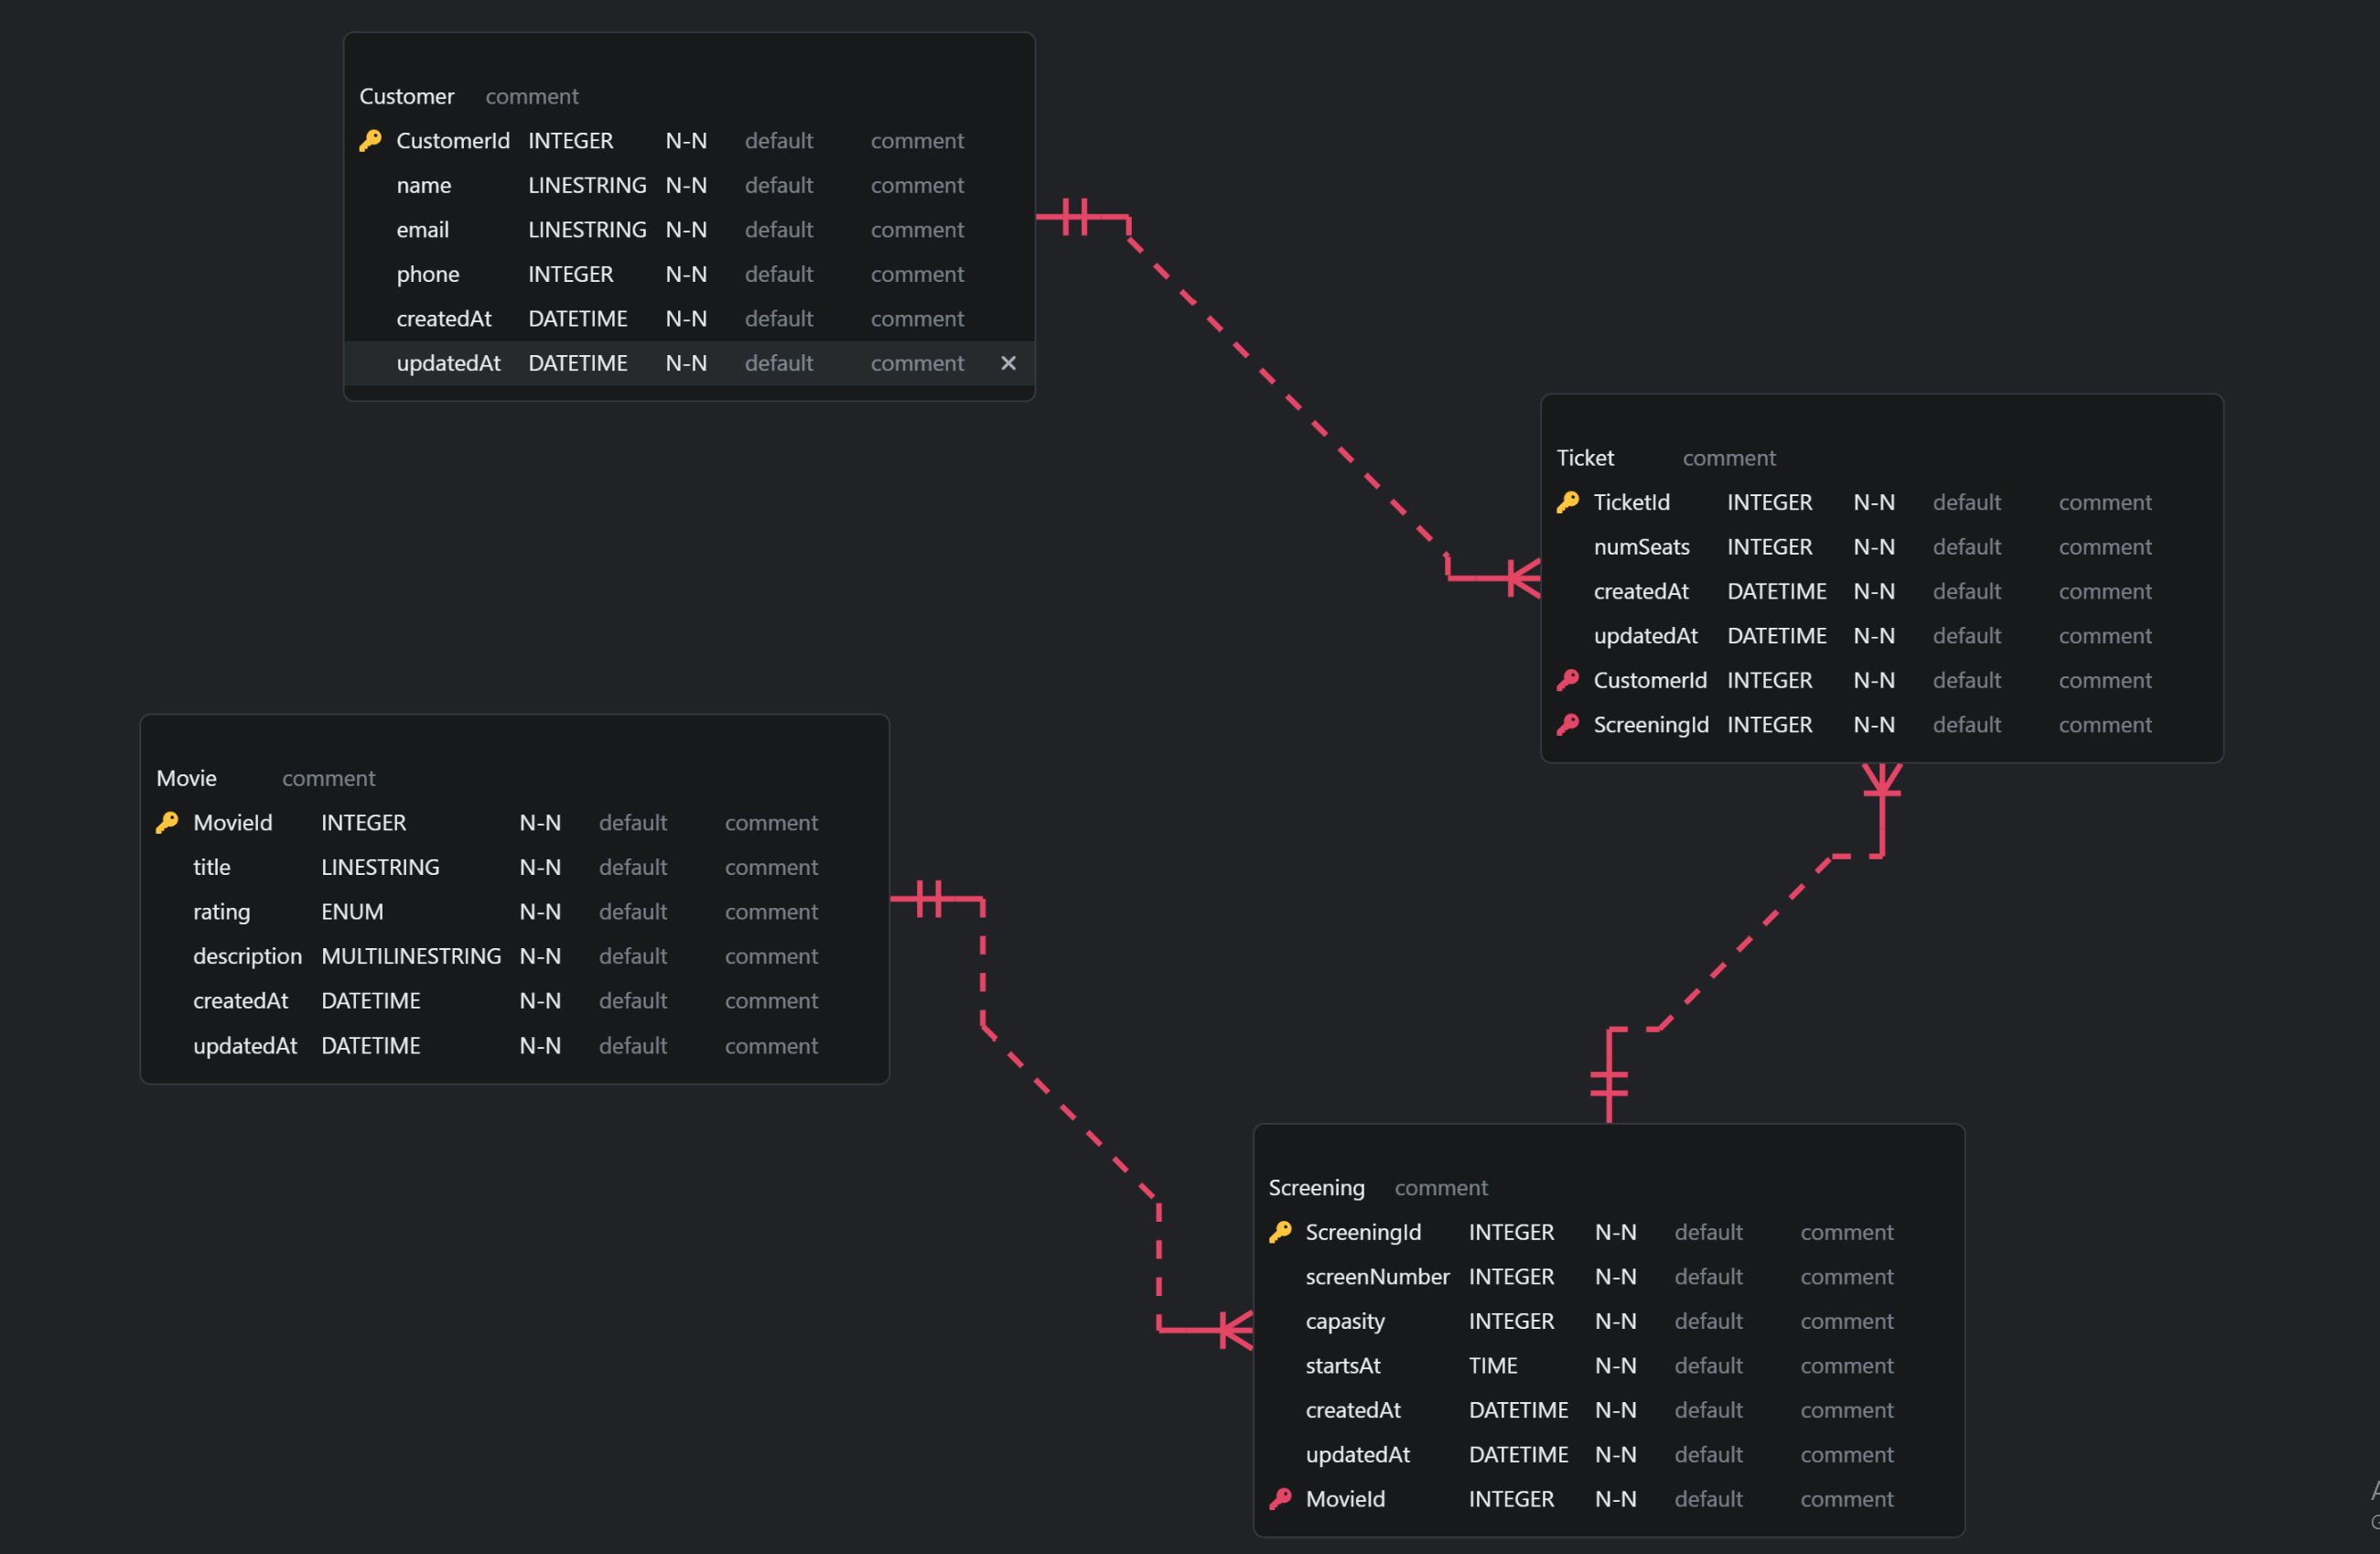 Customer comment
CustomerId INTEGER N-N default comment
name LINESTRING N-N default comment
email LINESTRING N-N default comment
phone INTEGER N-N default comment
createdAt DATETIME N-N default comment
updatedAt DATETIME N-N default comment
Ticket comment
TicketId INTEGER N-N default comment
numSeats INTEGER N-N default comment
createdAt DATETIME N-N default comment
updatedAt DATETIME N-N default comment
CustomerId INTEGER N-N default comment
ScreeningId INTEGER N-N default comment
Movie comment
MovieId INTEGER N-N default comment
title LINESTRING N-N default comment
rating ENUM N-N default comment
description MULTILINESTRING N-N default comment
createdAt DATETIME N-N default comment
updatedAt DATETIME N-N default comment
Screening comment
ScreeningId INTEGER N-N default comment
screenNumber INTEGER N-N default comment
capasity INTEGER N-N default comment
startsAt TIME N-N default comment
createdAt DATETIME N-N default comment
updatedAt DATETIME N-N default comment
MovieId INTEGER N-N default comment